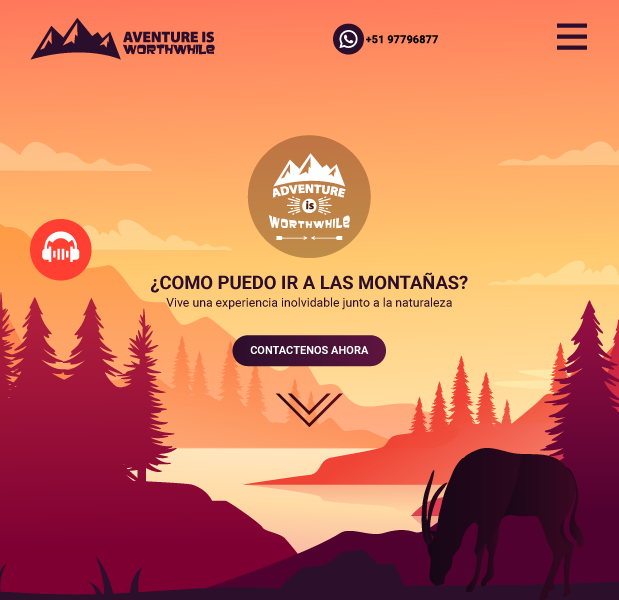 AVENTURE IS
WORTHWHILE
+51 97796877
ADVENTURE
is
WORTHWHILE
¿COMO PUEDO IR A LAS MONTAÑAS?
Vive una experiencia inolvidable junto a la naturaleza
CONTACTENOS AHORA